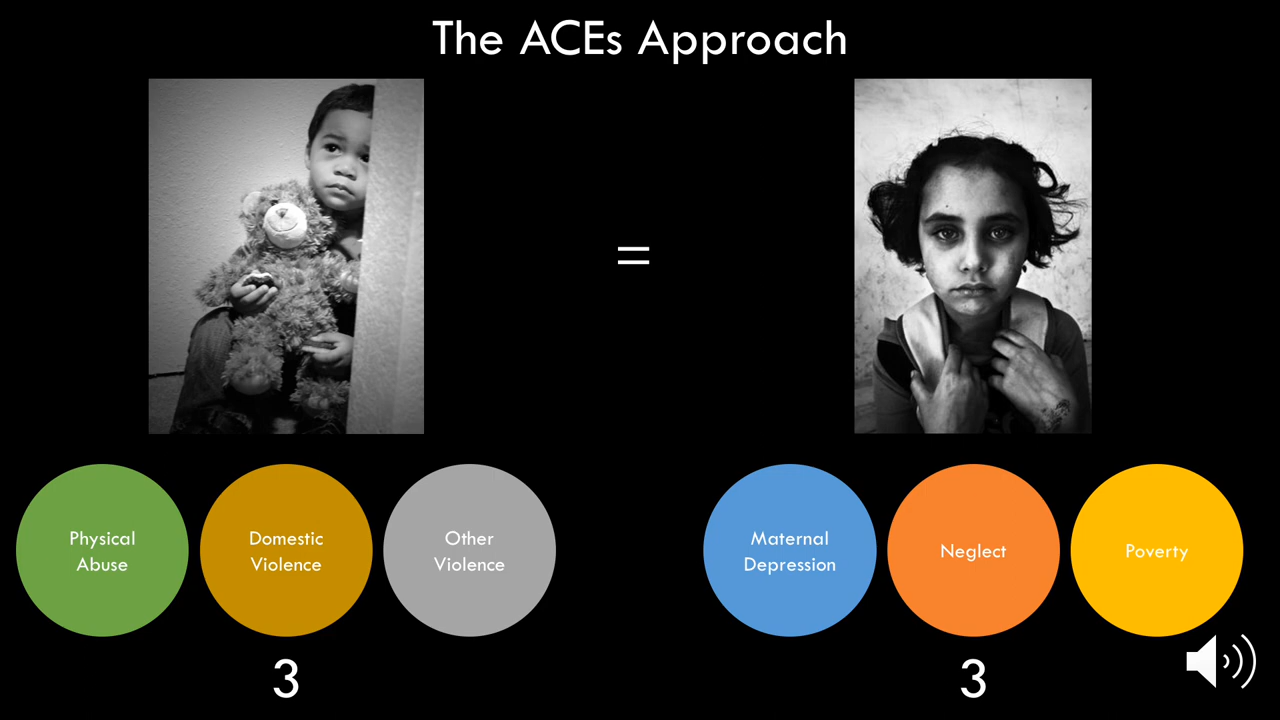 The ACEs Approach
=
Physical
Abuse
Domestic
Violence
Other
Violence
Maternal
Depression
Neglect
Poverty
3
3